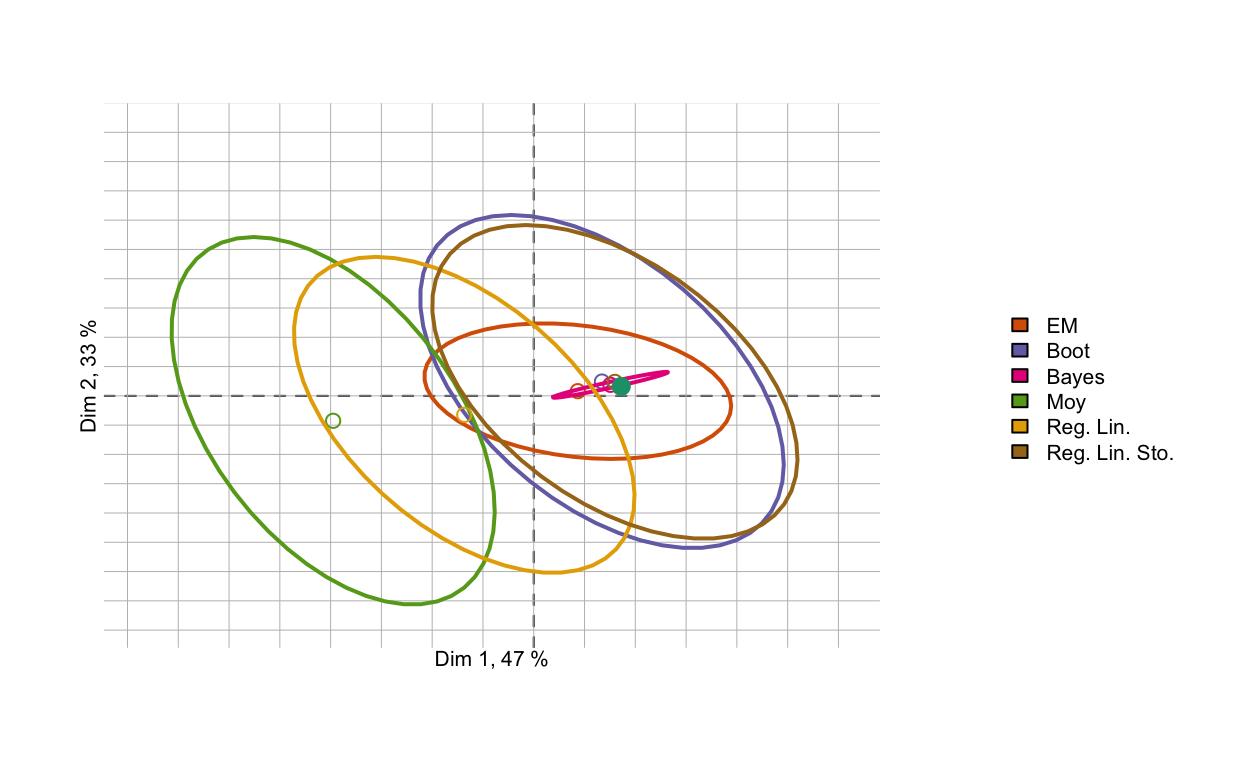 Dim 2, 33 %
Dim 1, 47 %
EM
Boot
Bayes
Moy
Reg. Lin.
Reg. Lin. Sto.